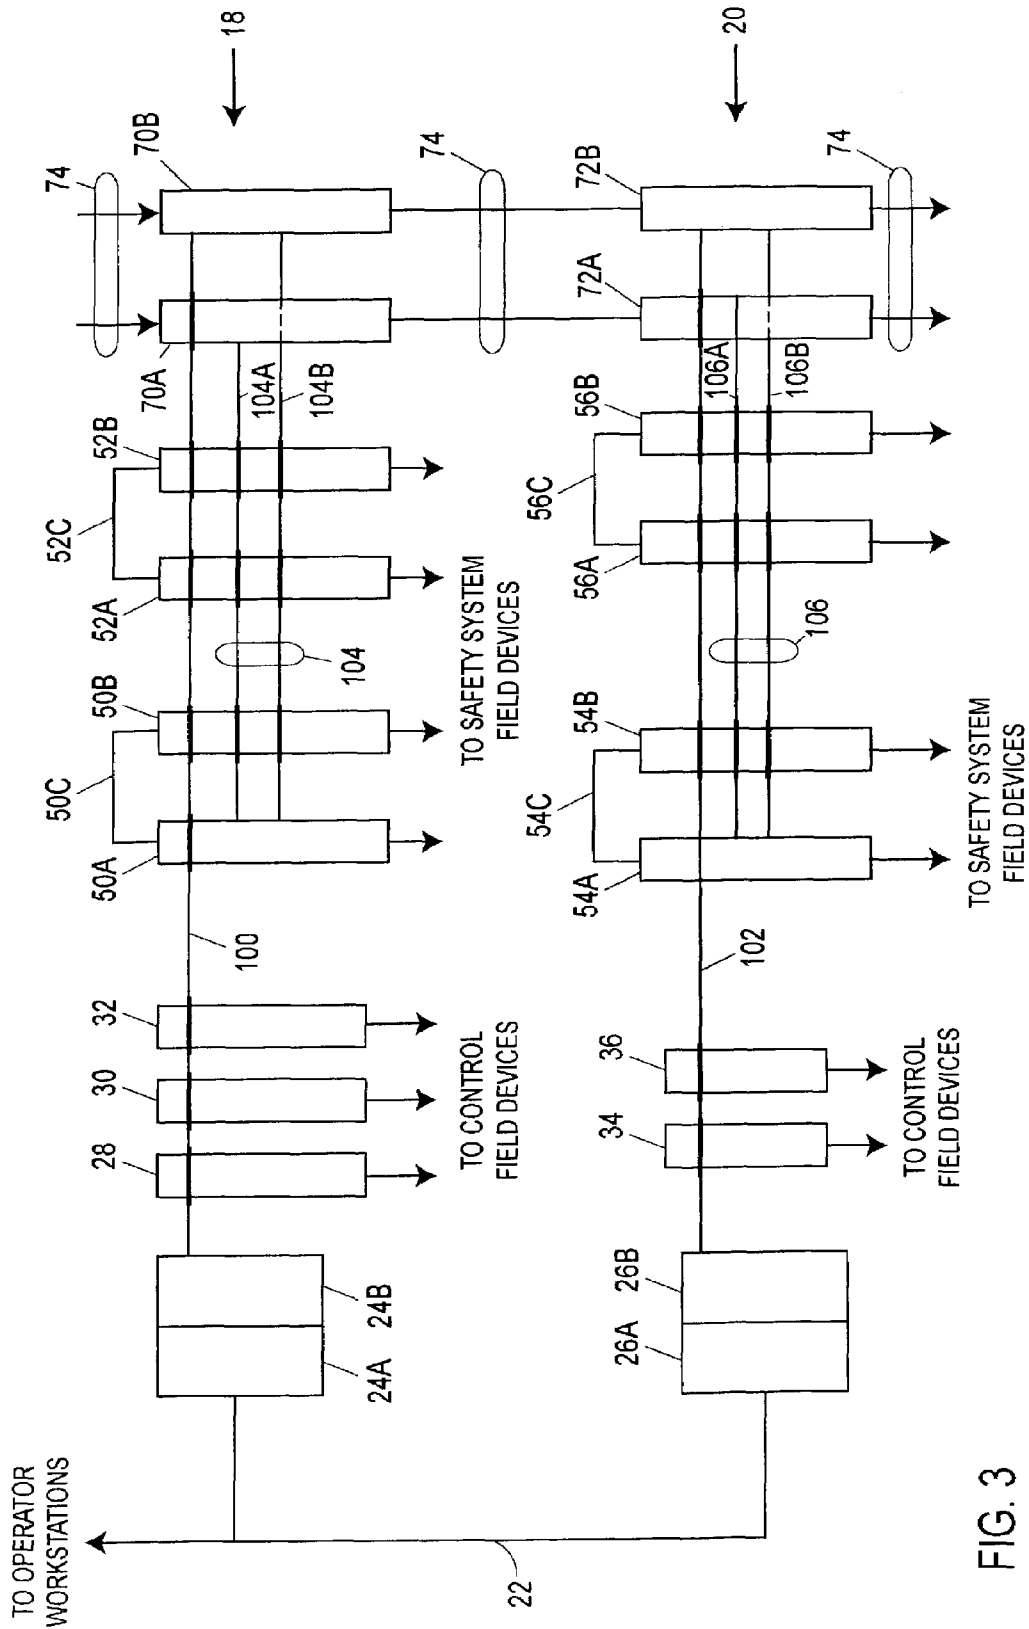 TO OPERATOR
WORKSTATIONS
22
24A
24B
28
30
32
TO CONTROL
FIELD DEVICES
100
50A
50C
50B
104
52A
52C
52B
TO SAFETY SYSTEM
FIELD DEVICES
104A
104B
70A
70B
74
18
74
26A
26B
34
36
TO CONTROL
FIELD DEVICES
102
54A
54C
54B
106
56A
56C
56B
TO SAFETY SYSTEM
FIELD DEVICES
106A
106B
72A
72B
74
20
FIG. 3